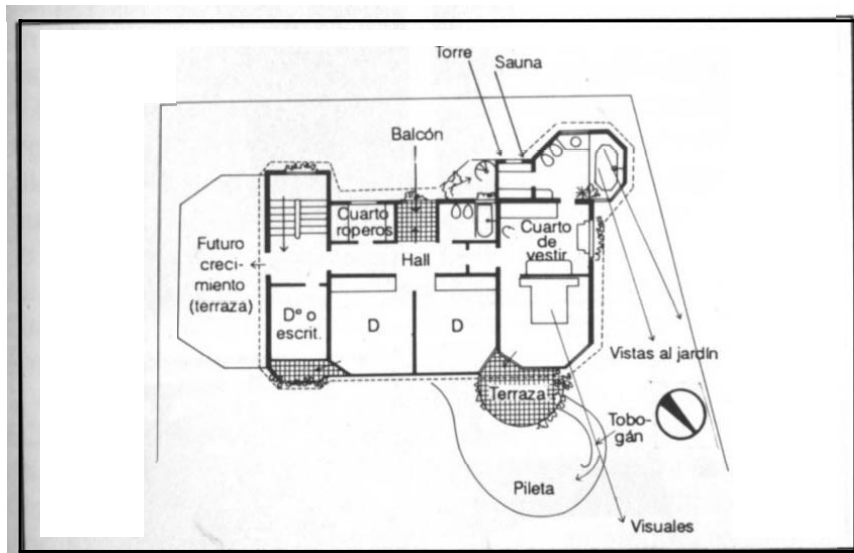 Torre
Sauna
Balcón
Cuarto
roperos
Cuarto
de
vestir
Hall
Futuro
creci-
miento
(terraza)
Dº o
escrit.
D
D
Vistas al jardín
Terraza
Tobo-
gán
Pileta
Visuales